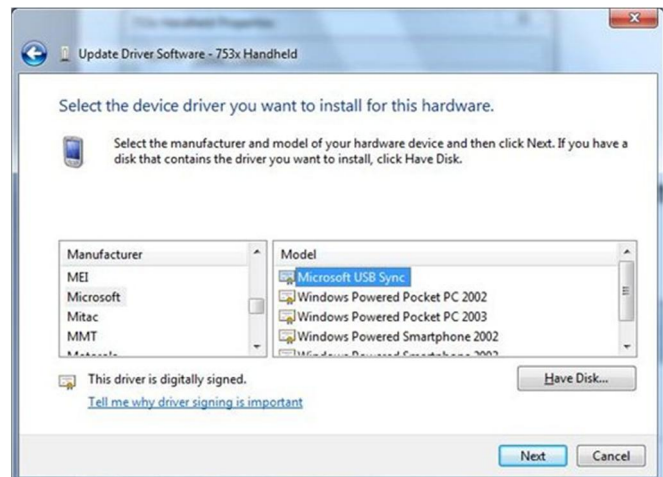 Update Driver Software - 753x Handheld
Select the device driver you want to install for this hardware.
Select the manufacturer and model of your hardware device and then click Next. If you have a
disk that contains the driver you want to install, click Have Disk.
Manufacturer
MEI
Microsoft
Mitac
MMT
Model
Microsoft USB Sync
Windows Powered Pocket PC 2002
Windows Powered Pocket PC 2003
Windows Powered Smartphone 2002
This driver is digitally signed.
Tell me why driver signing is important
Have Disk...
Next
Cancel